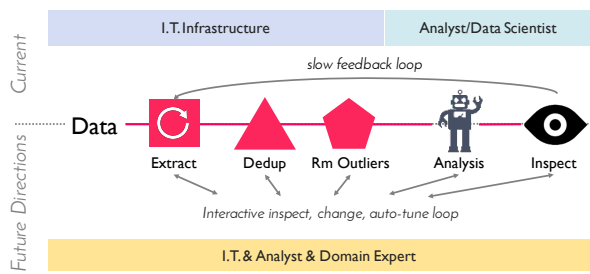 I.T. Infrastructure
Analyst/Data Scientist
Current
slow feedback loop
Data
Extract
Dedup
Rm Outliers
Analysis
Inspect
Future Directions
Interactive inspect, change, auto-tune loop
I.T. & Analyst & Domain Expert